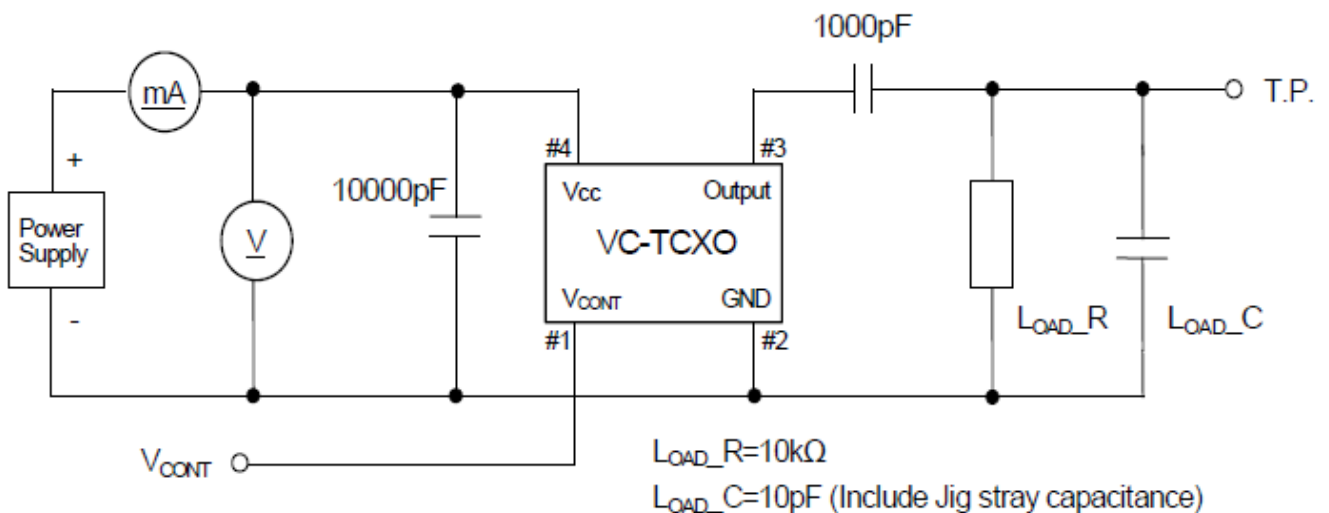 1000pF
mA
T.P.
#4
#3
+
10000pF
Vcc
Output
Power
Supply
V
VC-TCXO
VCONT
GND
-
#1
#2
LOAD_R
LOAD_C
VCONT
LOAD_R=10kΩ
LOAD_C=10pF (Include Jig stray capacitance)